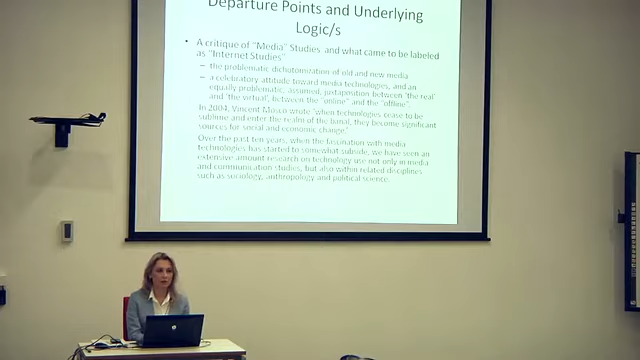 Departure Points and Underlying
Logic/s
• A critique of "Media" Studies and what came to be labeled
as "Internet Studies"
– the problematic dichotomization of old and new media
– a celebratory attitude toward media technologies, and an
equally problematic, assumed, juxtaposition between 'the real'
and 'the virtual', between the "online" and the "offline".
In 2004, Vincent Mosco wrote 'when technologies cease to be
sublime and enter the realm of the banal, they become significant
sources for social and economic change.'
Over the past ten years, when the fascination with media
technologies has started to somewhat subside, we have seen an
extensive amount research on technology use not only in media
and communication studies, but also within related disciplines
such as sociology, anthropology and political science.